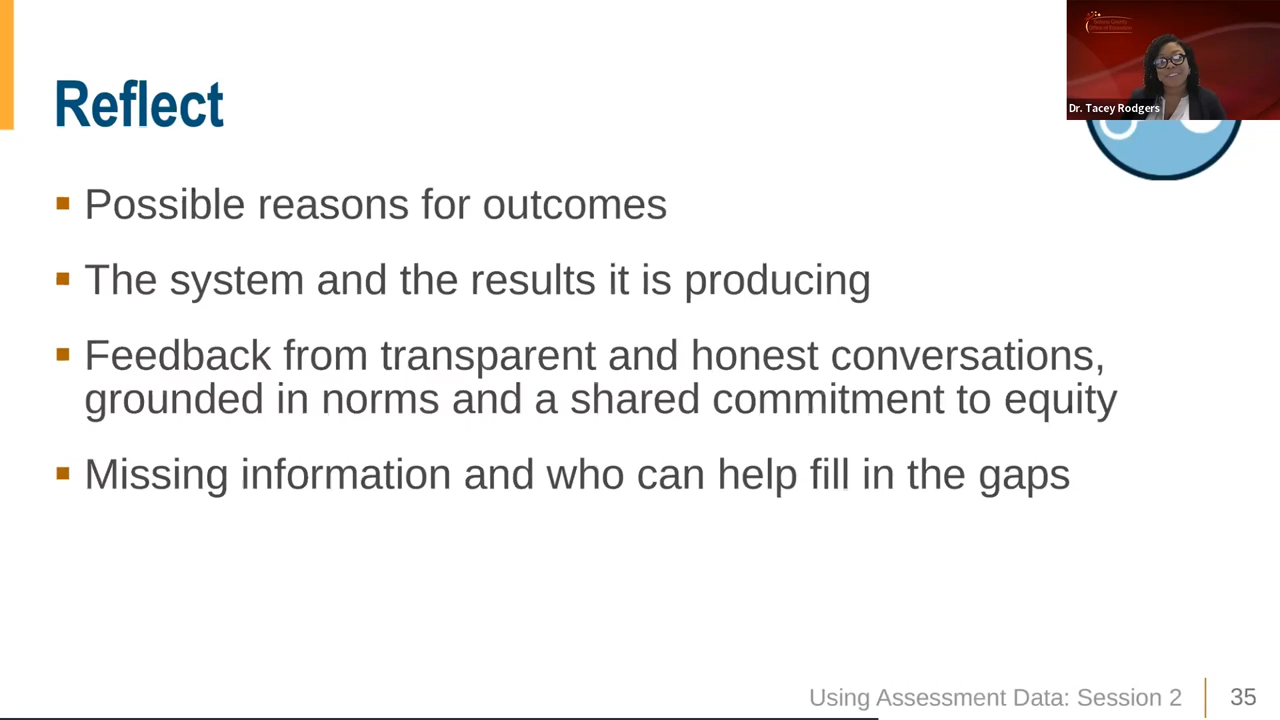 Reflect
Dr. Tacey Rodgers
Possible reasons for outcomes
The system and the results it is producing
Feedback from transparent and honest conversations,
grounded in norms and a shared commitment to equity
Missing information and who can help fill in the gaps
Using Assessment Data: Session 2
35